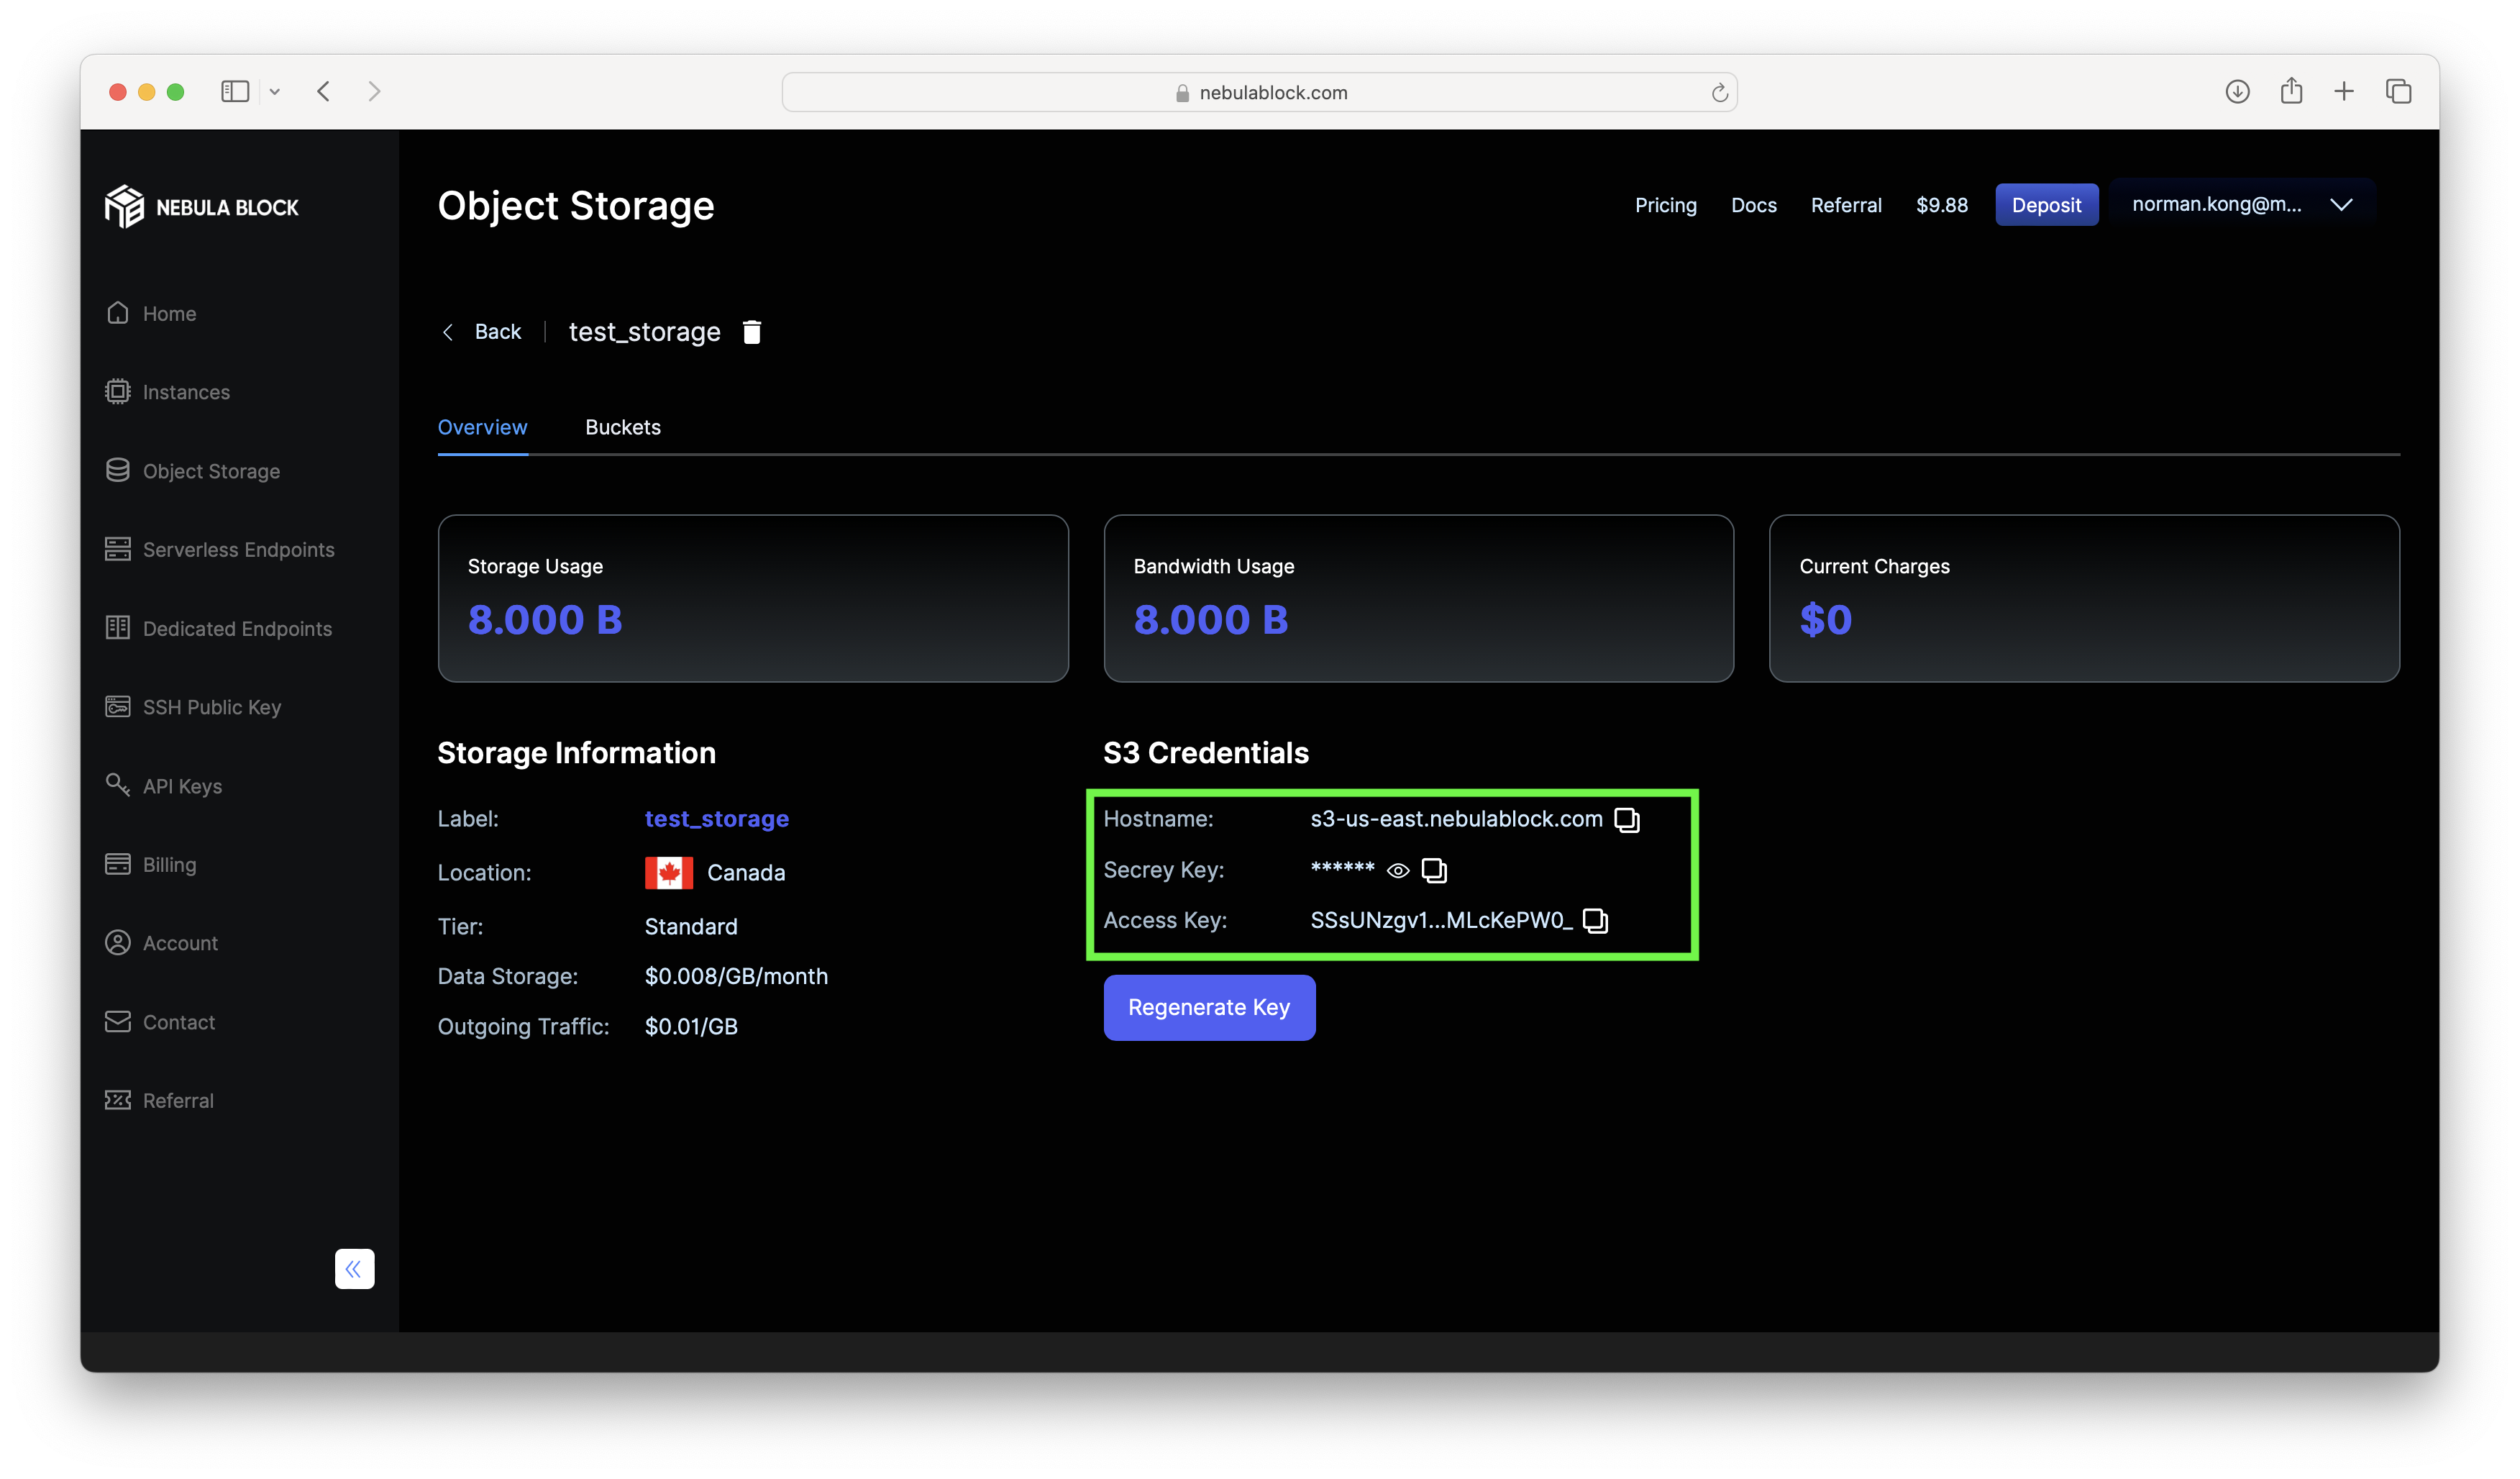 nebulablock.com
NEBULA BLOCK
Object Storage
Pricing
Docs
Referral
$9.88
Deposit
norman.kong@m...
Home
Instances
Object Storage
Serverless Endpoints
Dedicated Endpoints
SSH Public Key
API Keys
Billing
Account
Contact
Referral
Back
test_storage
Overview
Buckets
Storage Usage
8.000 B
Bandwidth Usage
8.000 B
Current Charges
$0
Storage Information
Label: test_storage
Location: Canada
Tier: Standard
Data Storage: $0.008/GB/month
Outgoing Traffic: $0.01/GB
S3 Credentials
Hostname: s3-us-east.nebulablock.com
Secrey Key: ******
Access Key: SSsUNzgv1...MLcKePW0_
Regenerate Key